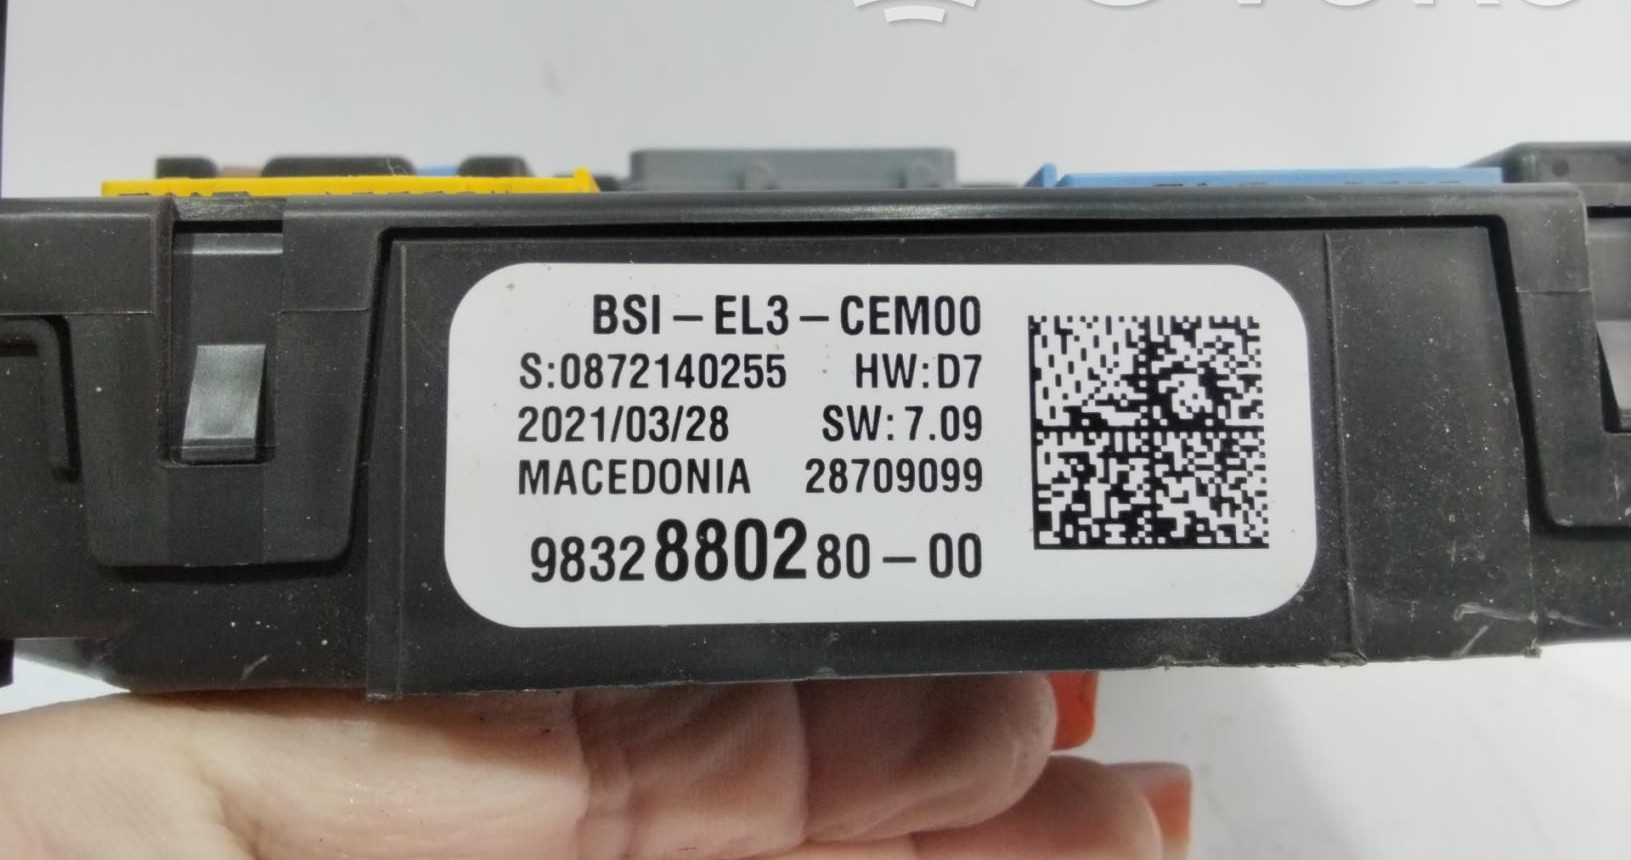 BSI-EL3-CEM00
S:0872140255 HW:D7
2021/03/28 SW:7.09
MACEDONIA 28709099
9832880280-00